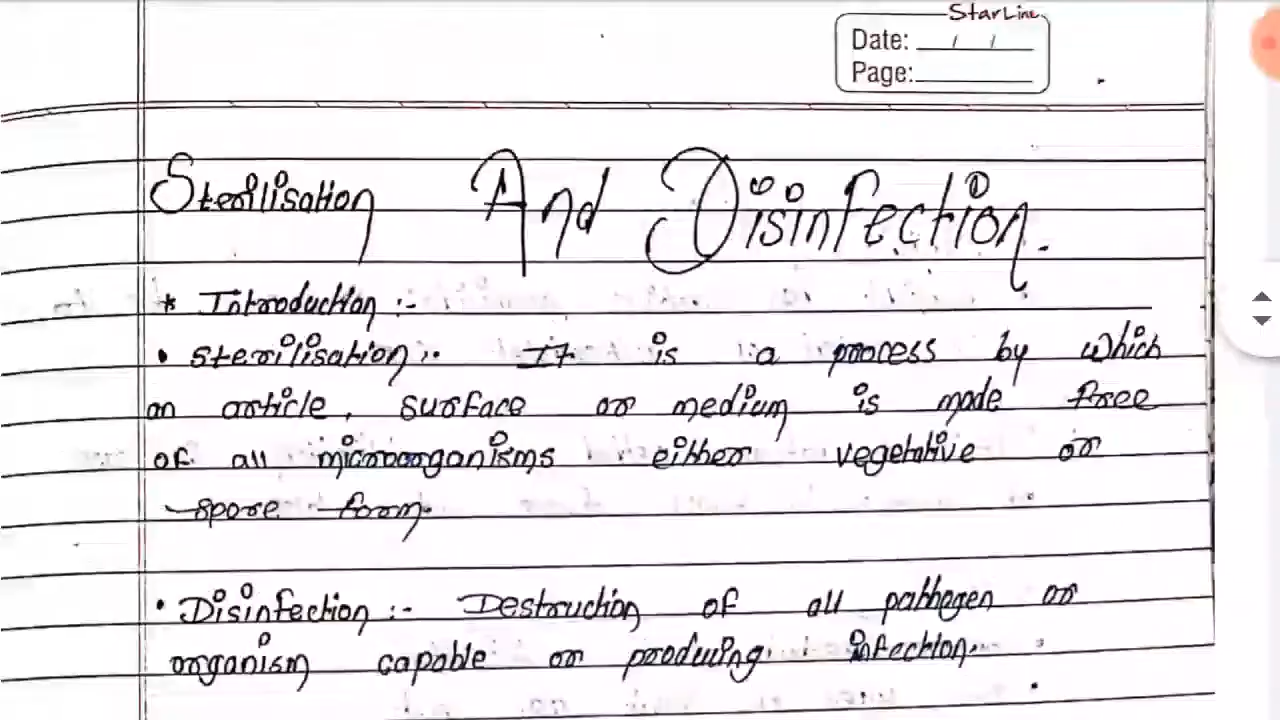 StarLine
Date: / /
Page:
Sterilisation And Disinfection.
* Introduction :-
• Sterilisation :- It is a process by which
an article, surface or medium is made free
of all microorganisms either vegetative or
spore form.
• Disinfection :- Destruction of all pathogen or
organism capable or producing infection.